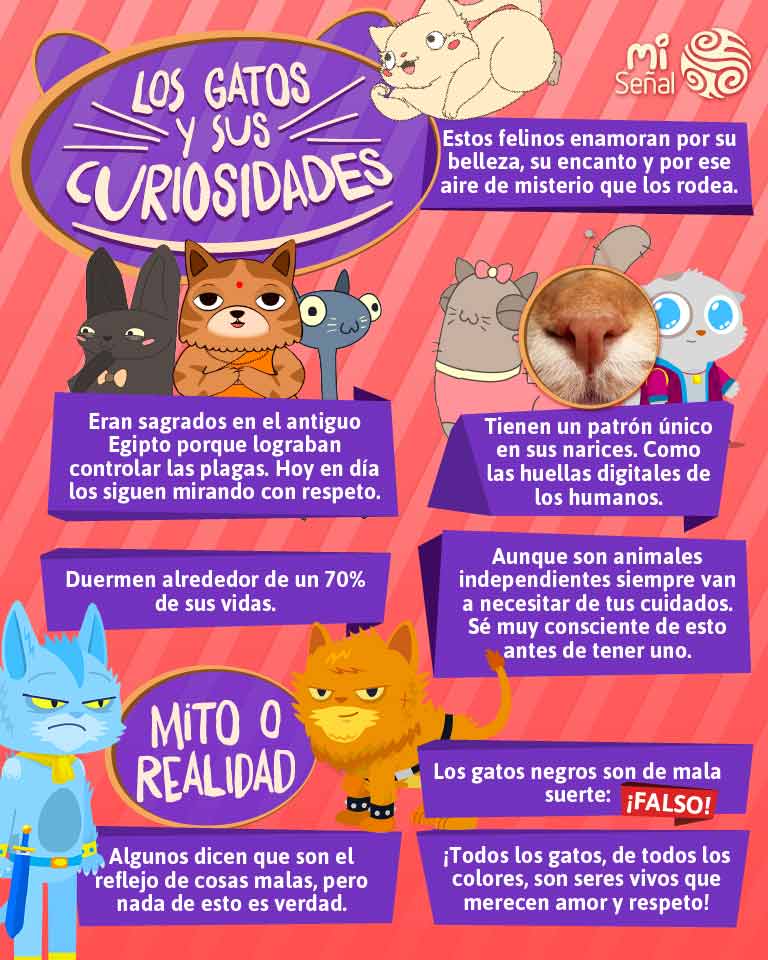 LOS GATOS
Y SUS
CURIOSIDADES
mi
Señal
Estos felinos enamoran por su
belleza, su encanto y por ese
aire de misterio que los rodea.
Eran sagrados en el antiguo
Egipto porque lograban
controlar las plagas. Hoy en día
los siguen mirando con respeto.
Tienen un patrón único
en sus narices. Como
las huellas digitales de
los humanos.
Duermen alrededor de un 70%
de sus vidas.
Aunque son animales
independientes siempre van
a necesitar de tus cuidados.
Sé muy consciente de esto
antes de tener uno.
MiTO O
REALIDAD
Los gatos negros son de mala
suerte: ¡FALSO!
Algunos dicen que son el
reflejo de cosas malas, pero
nada de esto es verdad.
¡Todos los gatos, de todos los
colores, son seres vivos que
merecen amor y respeto!